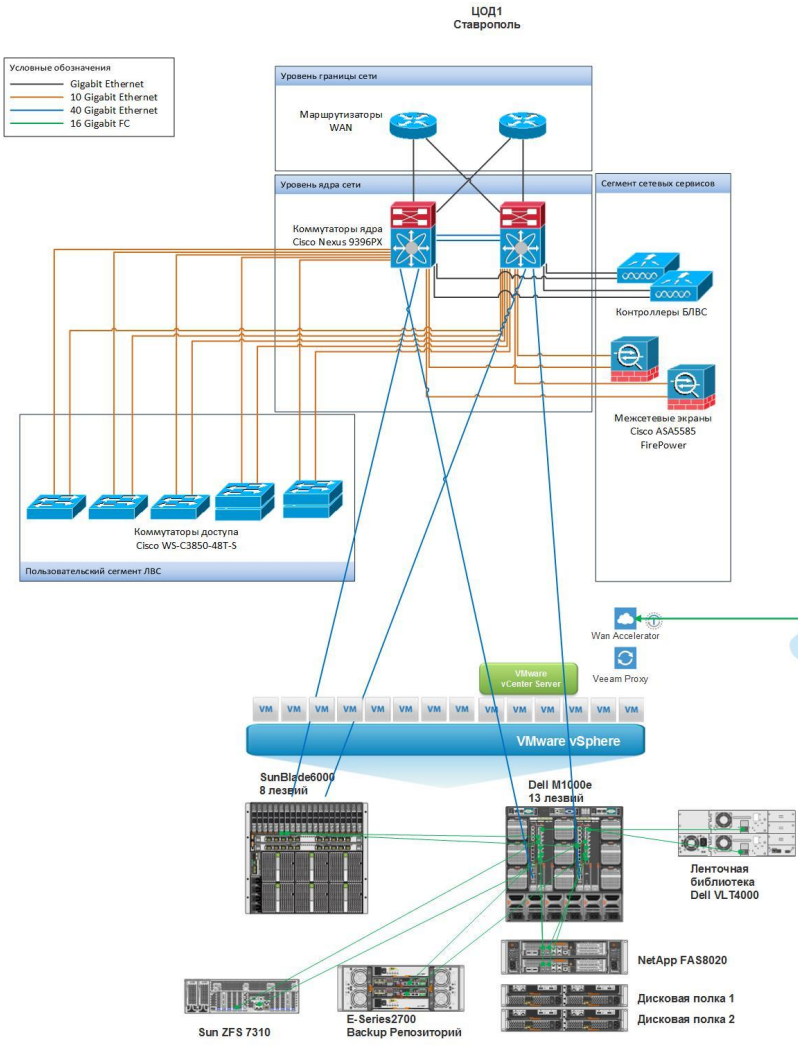 ЦОД1
Ставрополь
Условные обозначения
Gigabit Ethernet
10 Gigabit Ethernet
40 Gigabit Ethernet
16 Gigabit FC
Уровень границы сети
Маршрутизаторы
WAN
Уровень ядра сети
Сегмент сетевых сервисов
Коммутаторы ядра
Cisco Nexus 9396PX
Контроллеры БЛВС
Межсетевые экраны
Cisco ASA5585
FirePower
Коммутаторы доступа
Cisco WS-C3850-48T-S
Пользовательский сегмент ЛВС
Wan Accelerator
Veeam Proxy
VMware
vCenter Server
VM VM VM VM VM VM VM VM VM VM VM VM VM VM
VMware vSphere
SunBlade6000
8 лезвий
Dell M1000e
13 лезвий
Ленточная
библиотека
Dell VLT4000
NetApp FAS8020
Дисковая полка 1
Дисковая полка 2
Sun ZFS 7310
E-Series2700
Backup Репозиторий